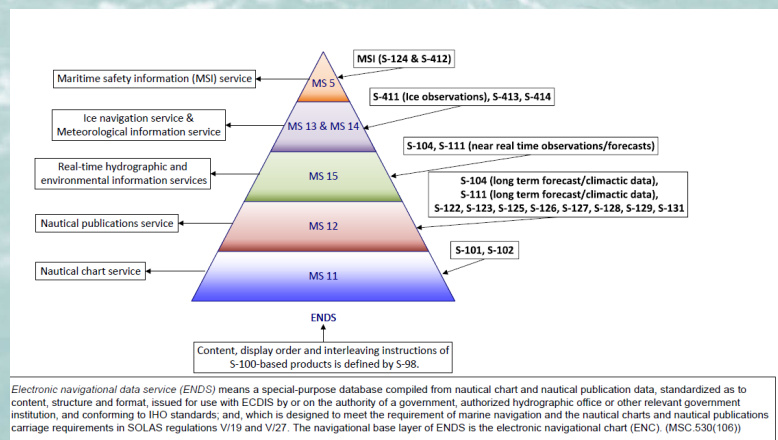 MSI (S-124 & S-412)
Maritime safety information (MSI) service
MS 5
S-411 (Ice observations), S-413, S-414
Ice navigation service &
Meteorological information service
MS 13 & MS 14
S-104, S-111 (near real time observations/forecasts)
Real-time hydrographic and
environmental information services
MS 15
S-104 (long term forecast/climactic data),
S-111 (long term forecast/climactic data),
S-122, S-123, S-125, S-126, S-127, S-128, S-129, S-131
Nautical publications service
MS 12
S-101, S-102
Nautical chart service
MS 11
ENDS
Content, display order and interleaving instructions of
S-100-based products is defined by S-98.
Electronic navigational data service (ENDS) means a special-purpose database compiled from nautical chart and nautical publication data, standardized as to
content, structure and format, issued for use with ECDIS by or on the authority of a government, authorized hydrographic office or other relevant government
institution, and conforming to IHO standards; and, which is designed to meet the requirement of marine navigation and the nautical charts and nautical publications
carriage requirements in SOLAS regulations V/19 and V/27. The navigational base layer of ENDS is the electronic navigational chart (ENC). (MSC.530(106))